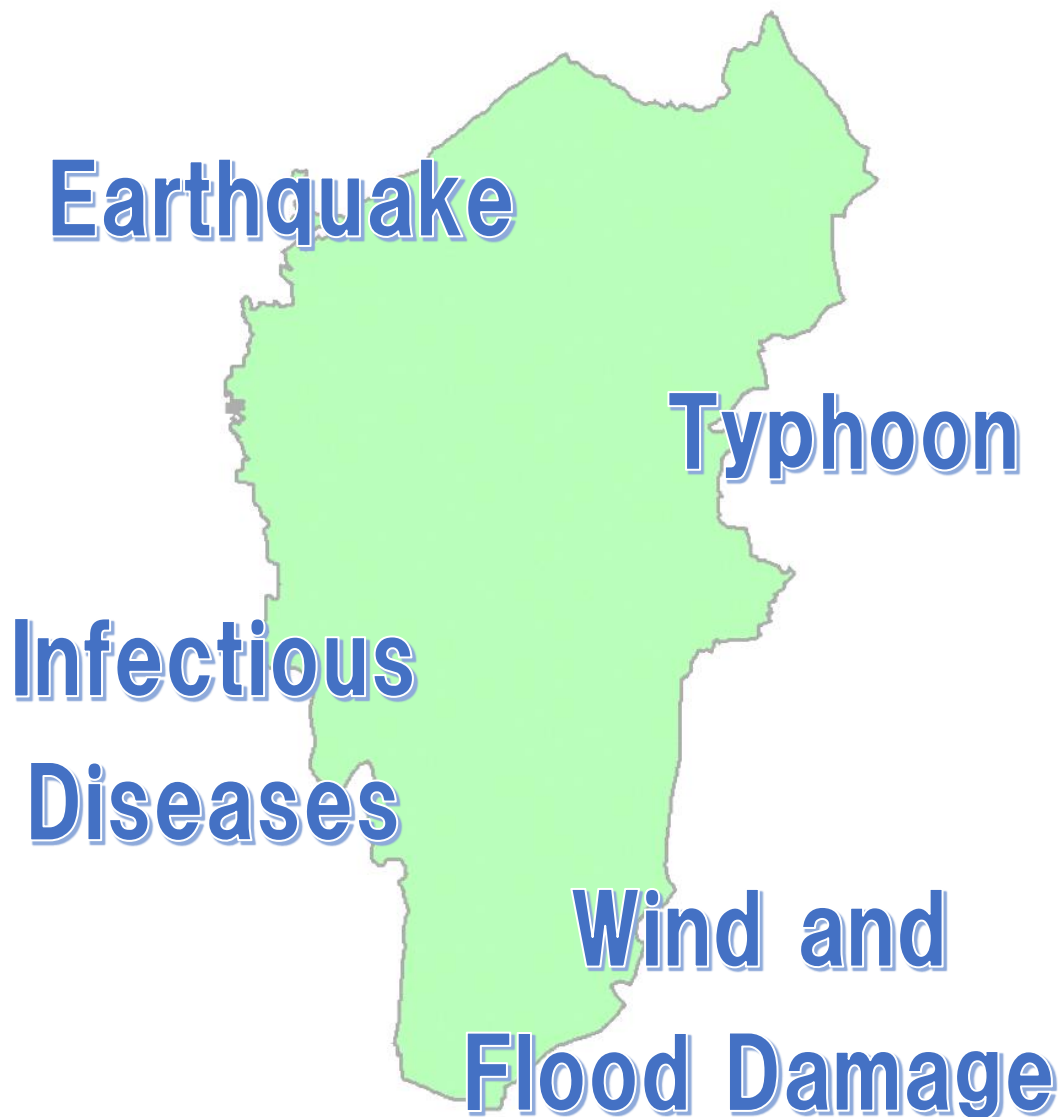 Earthquake
Typhoon
Infectious
Diseases
Wind and
Flood Damage